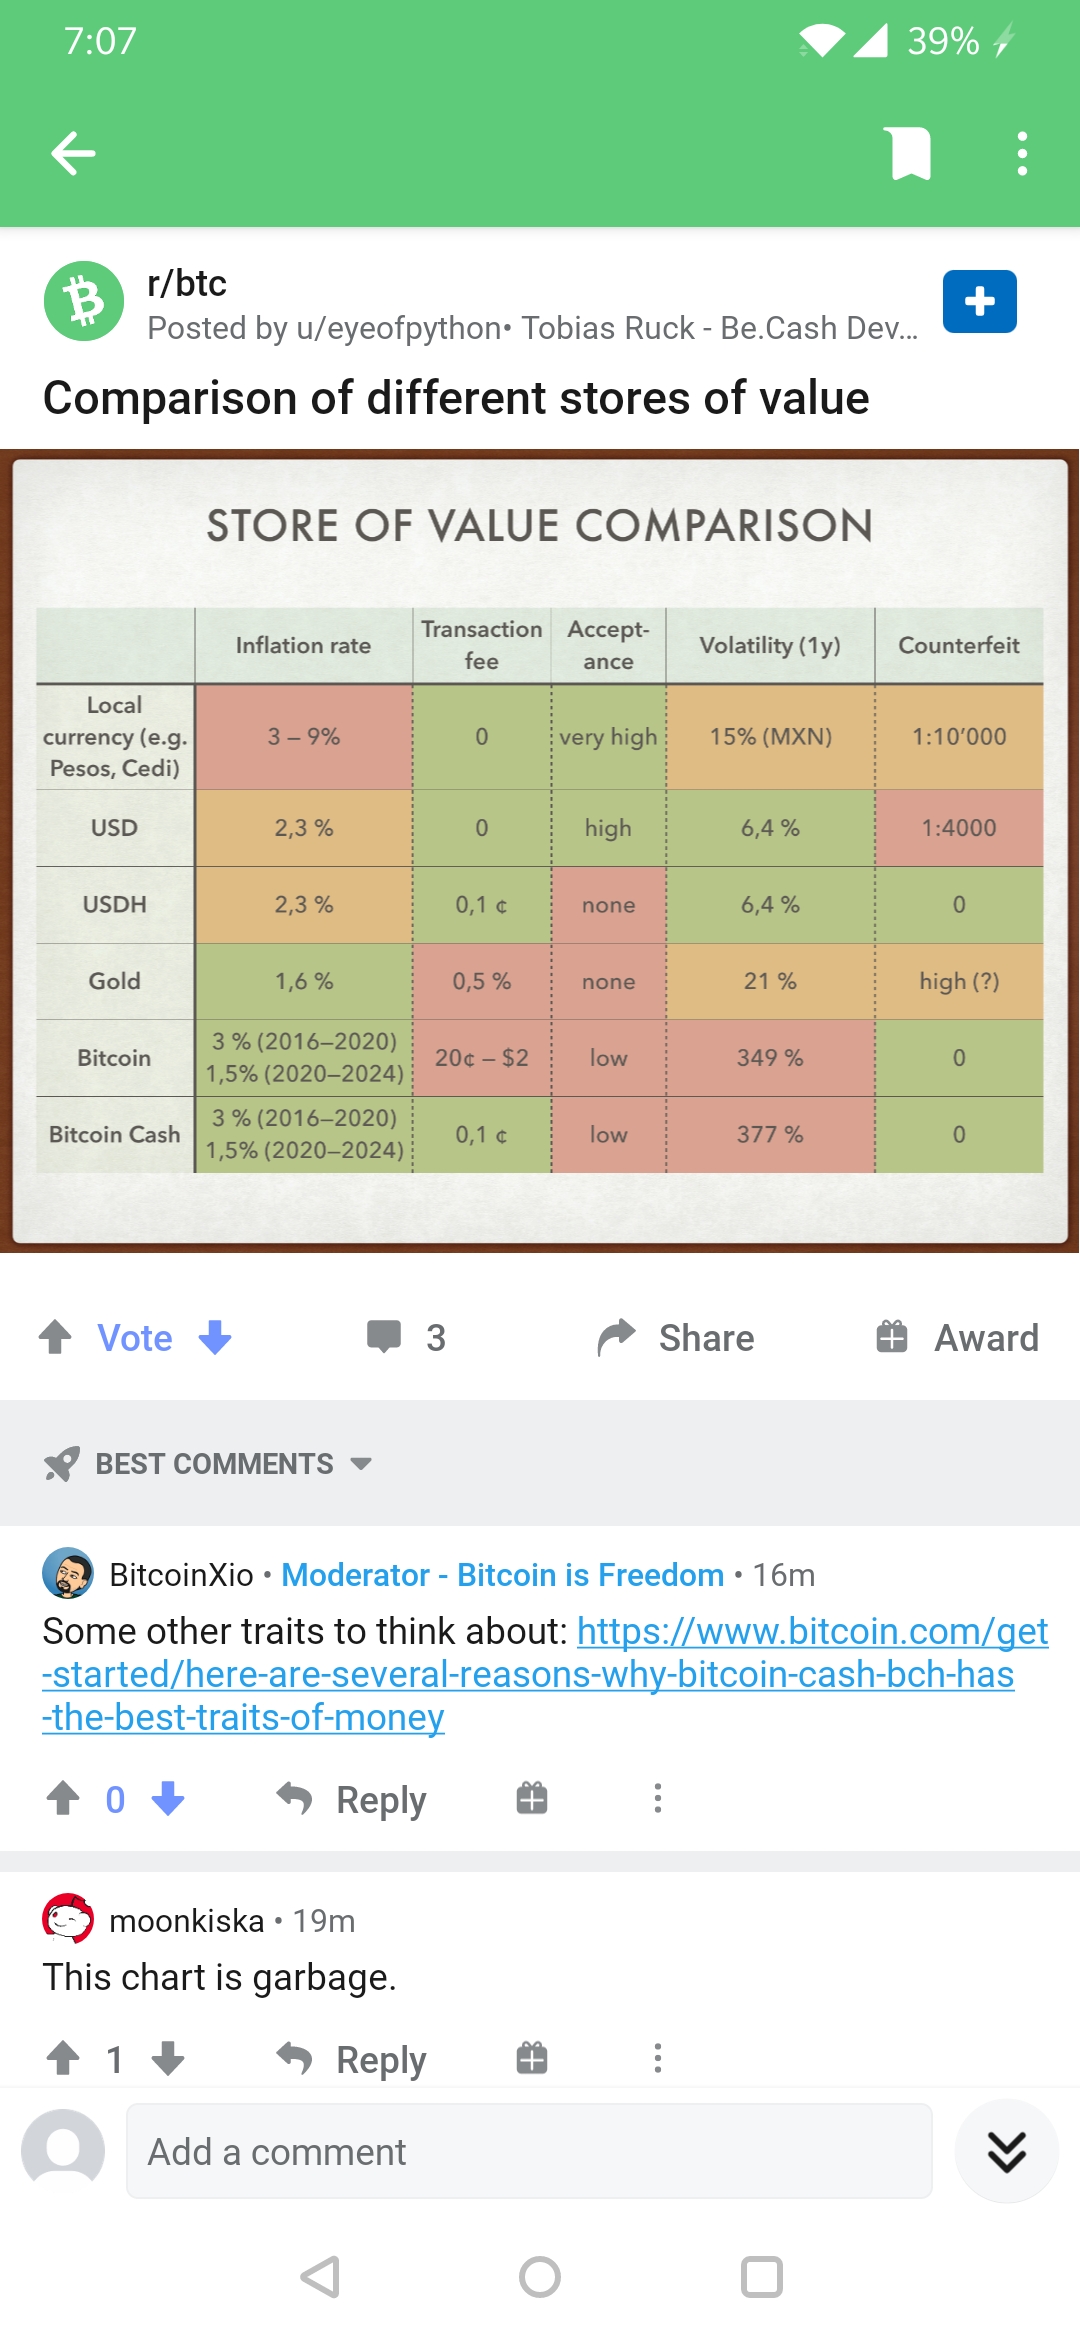 7:07
39%
r/btc
Posted by u/eyeofpython• Tobias Ruck - Be.Cash Dev...
Comparison of different stores of value
STORE OF VALUE COMPARISON
Inflation rate
Transaction
fee
Accept-
ance
Volatility (1y)
Counterfeit
Local
currency (e.g.
Pesos, Cedi)
3 – 9%
0
very high
15% (MXN)
1:10’000
USD
2,3 %
0
high
6,4 %
1:4000
USDH
2,3 %
0,1 ¢
none
6,4 %
0
Gold
1,6 %
0,5 %
none
21 %
high (?)
Bitcoin
3 % (2016–2020)
1,5% (2020–2024)
20¢ – $2
low
349 %
0
Bitcoin Cash
3 % (2016–2020)
1,5% (2020–2024)
0,1 ¢
low
377 %
0
Vote
3
Share
Award
BEST COMMENTS
BitcoinXio • Moderator - Bitcoin is Freedom • 16m
Some other traits to think about: https://www.bitcoin.com/get
-started/here-are-several-reasons-why-bitcoin-cash-bch-has
-the-best-traits-of-money
0
Reply
moonkiska • 19m
This chart is garbage.
1
Reply
Add a comment